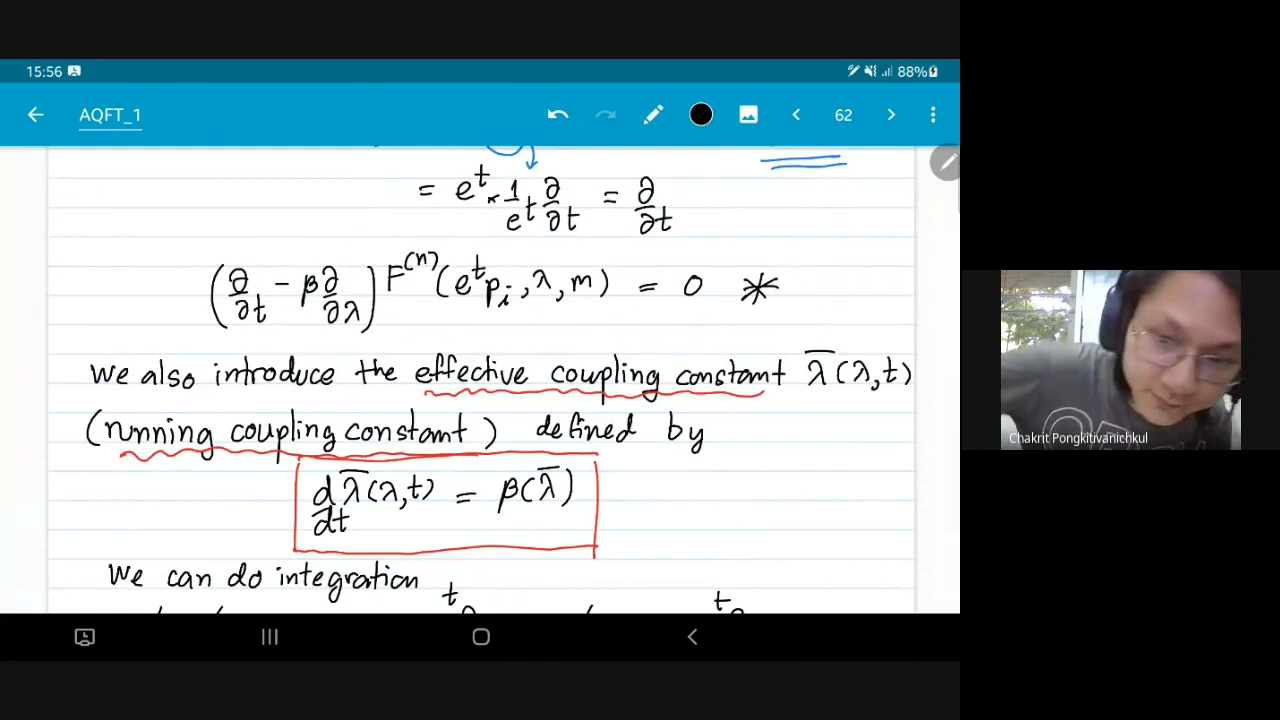 15:56 88%
AQFT_1 62
= e^t × 1/e^t ∂/∂t = ∂/∂t
(∂/∂t − β ∂/∂λ) F^(n) (e^t p_i, λ, m) = 0 *
We also introduce the effective coupling constant λ̄(λ,t)
(running coupling constant) defined by
d/dt λ̄(λ,t) = β(λ̄)
We can do integration
t t
Chakrit Pongkitivanichkul